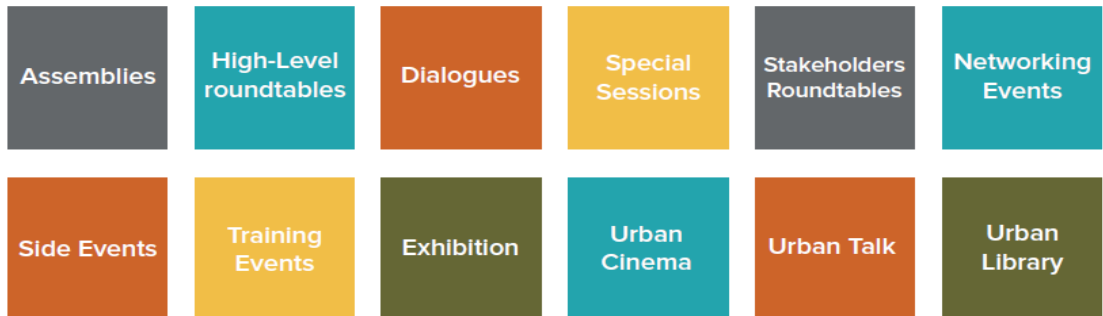 Assemblies
High-Level
roundtables
Dialogues
Special
Sessions
Stakeholders
Roundtables
Networking
Events
Side Events
Training
Events
Exhibition
Urban
Cinema
Urban Talk
Urban
Library